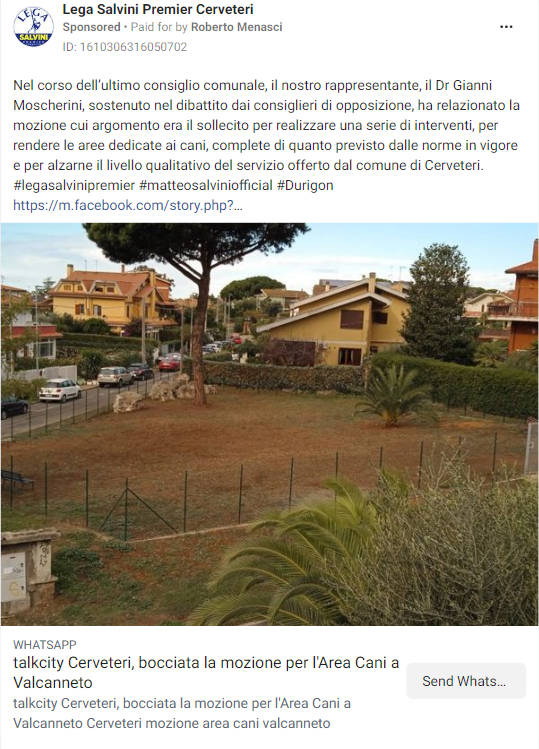 LEGA
SALVINI
PREMIER
Lega Salvini Premier Cerveteri
Sponsored • Paid for by Roberto Menasci
ID: 1610306316050702
Nel corso dell'ultimo consiglio comunale, il nostro rappresentante, il Dr Gianni
Moscherini, sostenuto nel dibattito dai consiglieri di opposizione, ha relazionato la
mozione cui argomento era il sollecito per realizzare una serie di interventi, per
rendere le aree dedicate ai cani, complete di quanto previsto dalle norme in vigore
e per alzarne il livello qualitativo del servizio offerto dal comune di Cerveteri.
#legasalvinipremier #matteosalviniofficial #Durigon
https://m.facebook.com/story.php?...
WHATSAPP
talkcity Cerveteri, bocciata la mozione per l'Area Cani a
Valcanneto
talkcity Cerveteri, bocciata la mozione per l'Area Cani a
Valcanneto Cerveteri mozione area cani valcanneto
Send Whats...